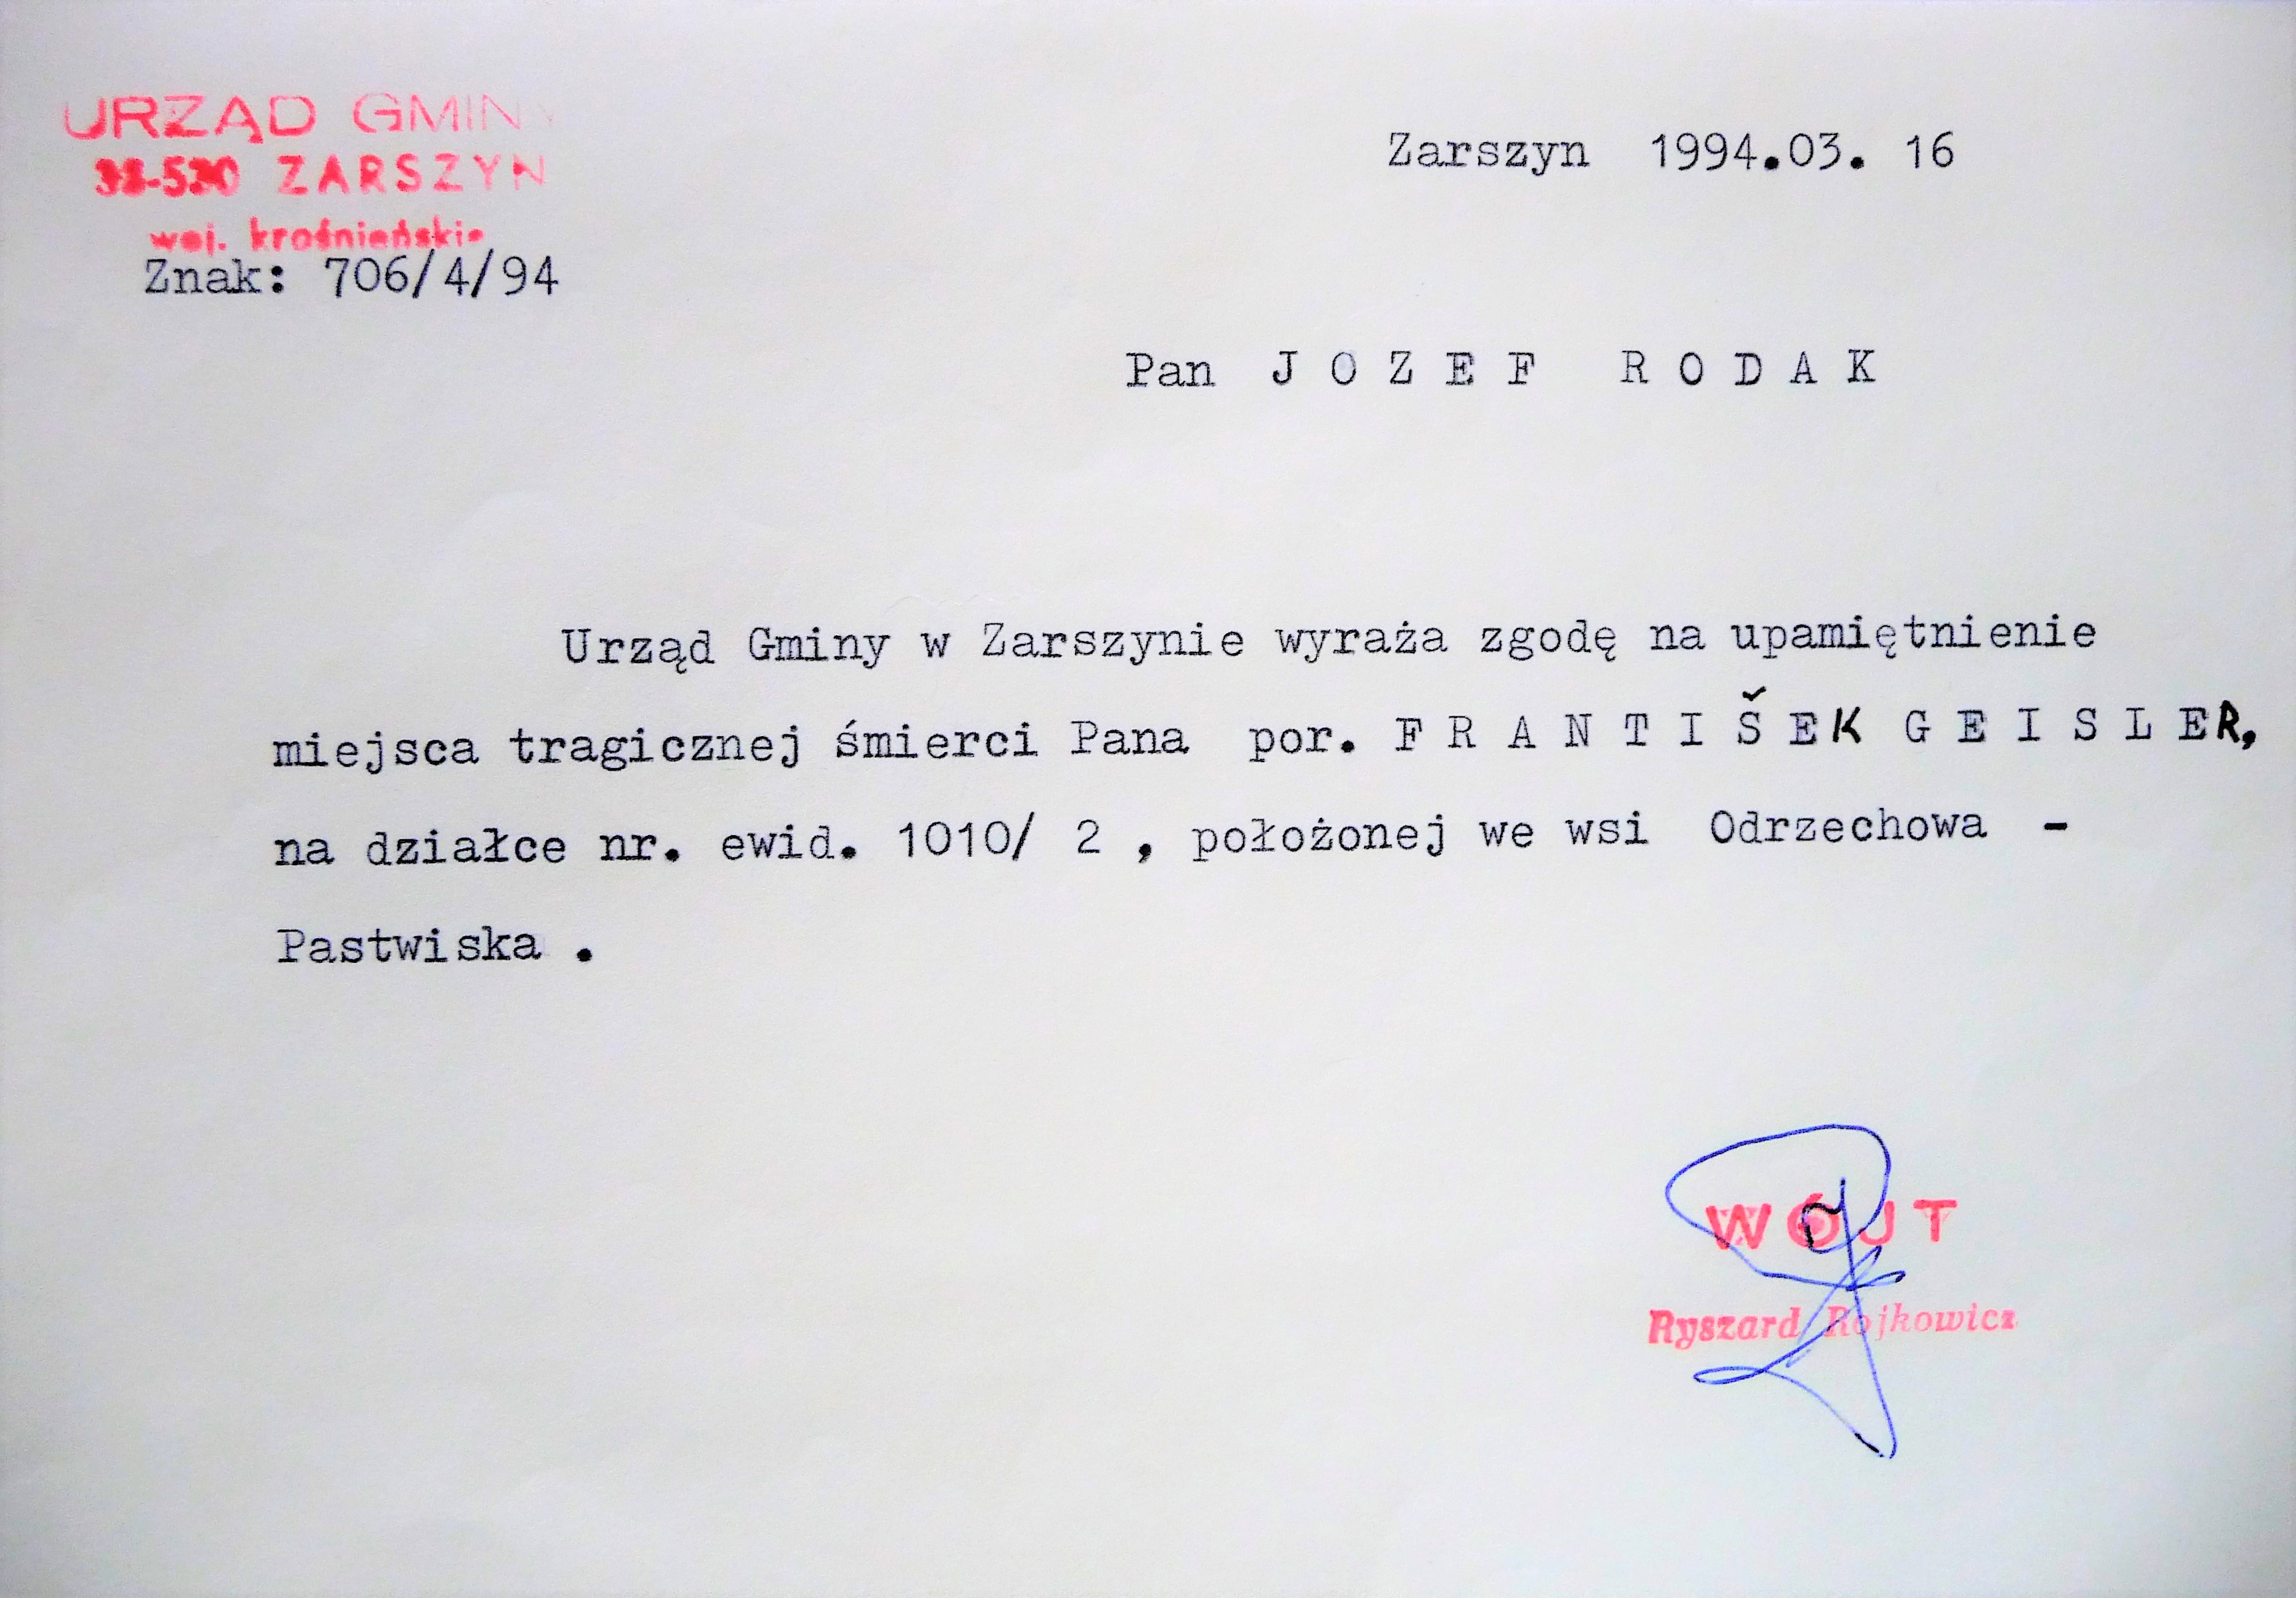 URZĄD GMINY
38-530 ZARSZYN
woj. krośnieńskie
Znak: 706/4/94
Zarszyn 1994.03. 16
Pan J O Z E F R O D A K
Urząd Gminy w Zarszynie wyraża zgodę na upamiętnienie
miejsca tragicznej śmierci Pana por. F R A N T I Š E K G E I S L E R,
na działce nr. ewid. 1010/ 2 , położonej we wsi Odrzechowa -
Pastwiska .
WÓJT
Ryszard Rojkowicz